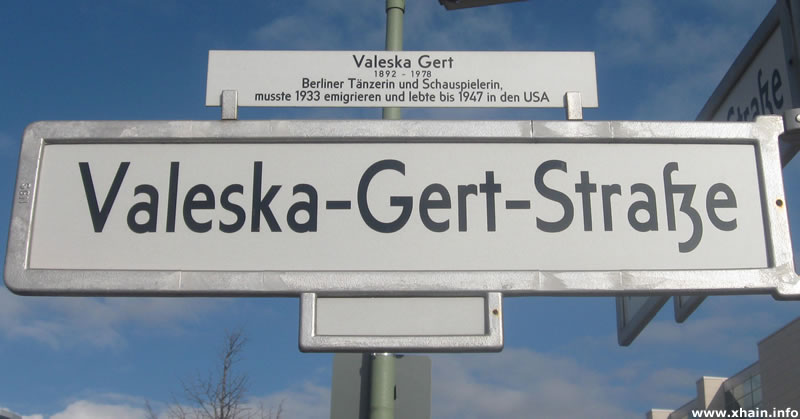 Valeska Gert
1892 - 1978
Berliner Tänzerin und Schauspielerin,
musste 1933 emigrieren und lebte bis 1947 in den USA
Valeska-Gert-Straße
Straße
www.xhain.info